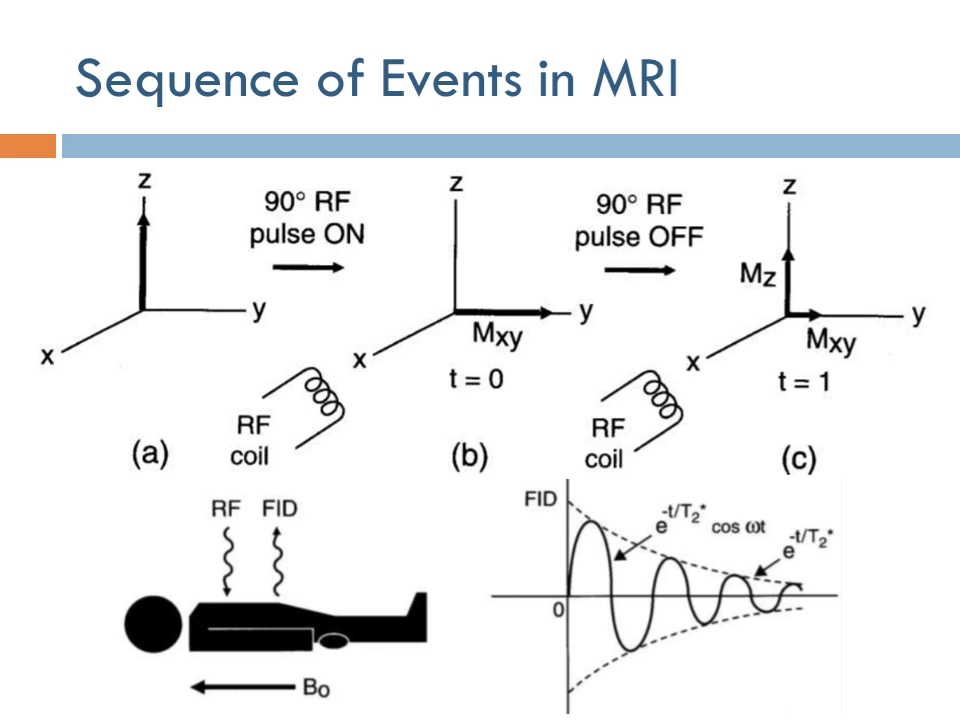 Sequence of Events in MRI
z
y
x
(a)
90° RF
pulse ON
RF
coil
z
y
x
Mxy
t = 0
(b)
90° RF
pulse OFF
RF
coil
z
y
x
Mz
Mxy
t = 1
(c)
RF FID
Bo
FID
0
e^-t/T2* cos ωt
e^-t/T2*